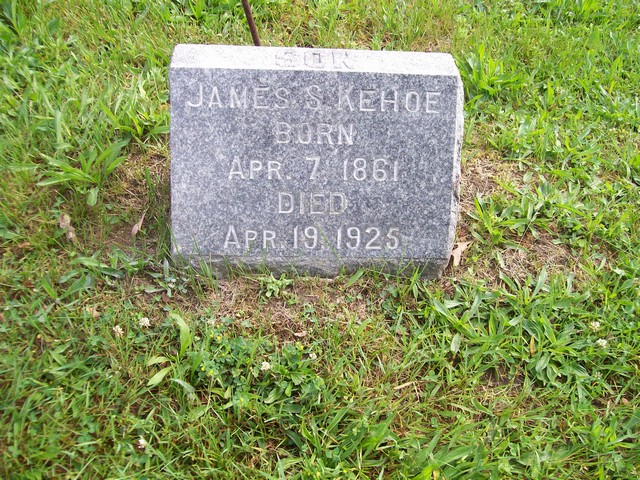 SON
JAMES S. KEHOE
BORN
APR. 7, 1861
DIED
APR. 19, 1925